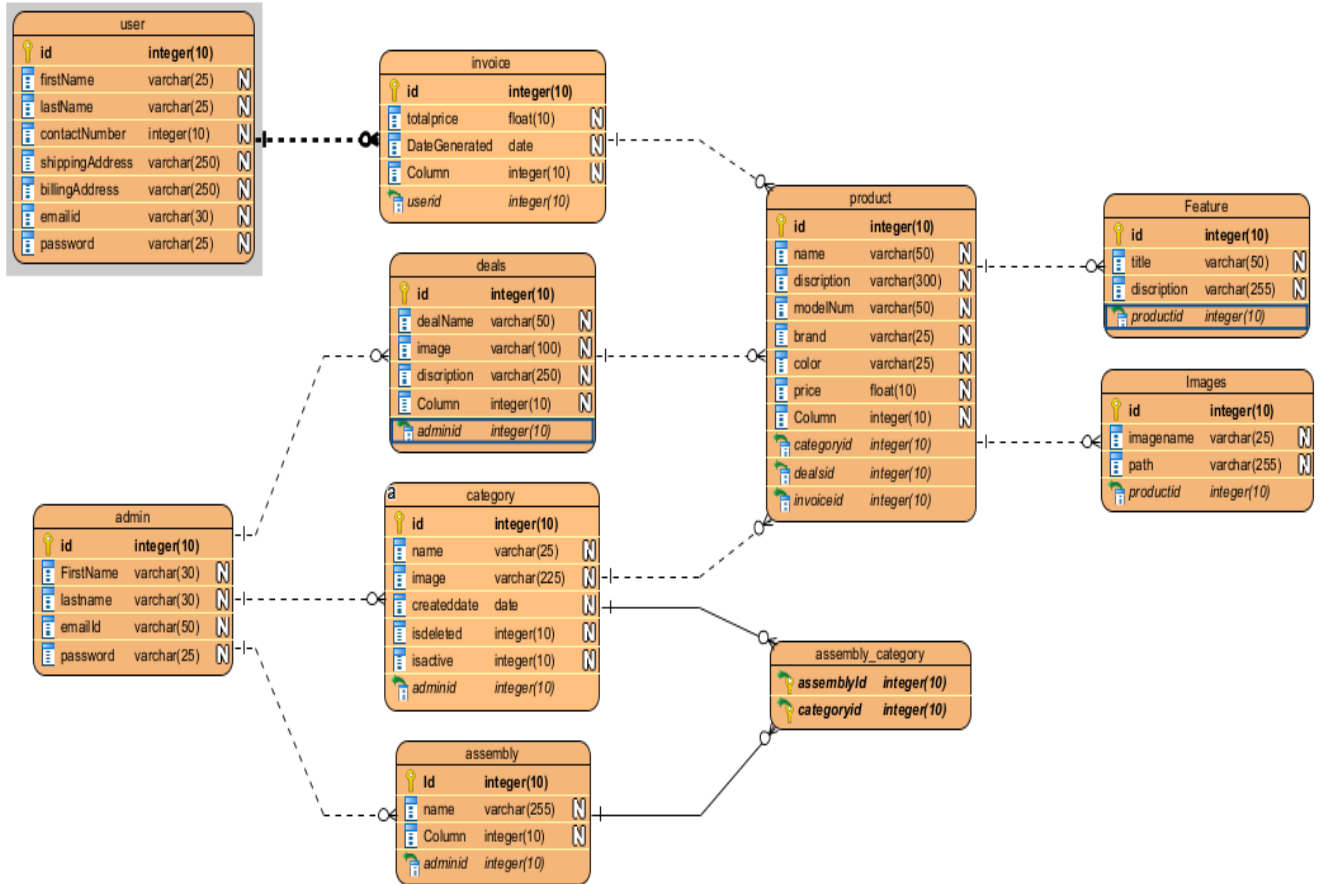 user
id integer(10)
firstName varchar(25) N
lastName varchar(25) N
contactNumber integer(10) N
shippingAddress varchar(250) N
billingAddress varchar(250) N
emailid varchar(30) N
password varchar(25) N
invoice
id integer(10)
totalprice float(10) N
DateGenerated date N
Column integer(10) N
userid integer(10)
deals
id integer(10)
dealName varchar(50) N
image varchar(100) N
discription varchar(250) N
Column integer(10) N
adminid integer(10)
product
id integer(10)
name varchar(50) N
discription varchar(300) N
modelNum varchar(50) N
brand varchar(25) N
color varchar(25) N
price float(10) N
Column integer(10) N
categoryid integer(10)
dealsid integer(10)
invoiceid integer(10)
Feature
id integer(10)
title varchar(50) N
discription varchar(255) N
productid integer(10)
Images
id integer(10)
imagename varchar(25) N
path varchar(255) N
productid integer(10)
admin
id integer(10)
FirstName varchar(30) N
lastname varchar(30) N
emailId varchar(50) N
password varchar(25) N
a
category
id integer(10)
name varchar(25) N
image varchar(225) N
createddate date N
isdeleted integer(10) N
isactive integer(10) N
adminid integer(10)
assembly_category
assemblyId integer(10)
categoryid integer(10)
assembly
Id integer(10)
name varchar(255) N
Column integer(10) N
adminid integer(10)